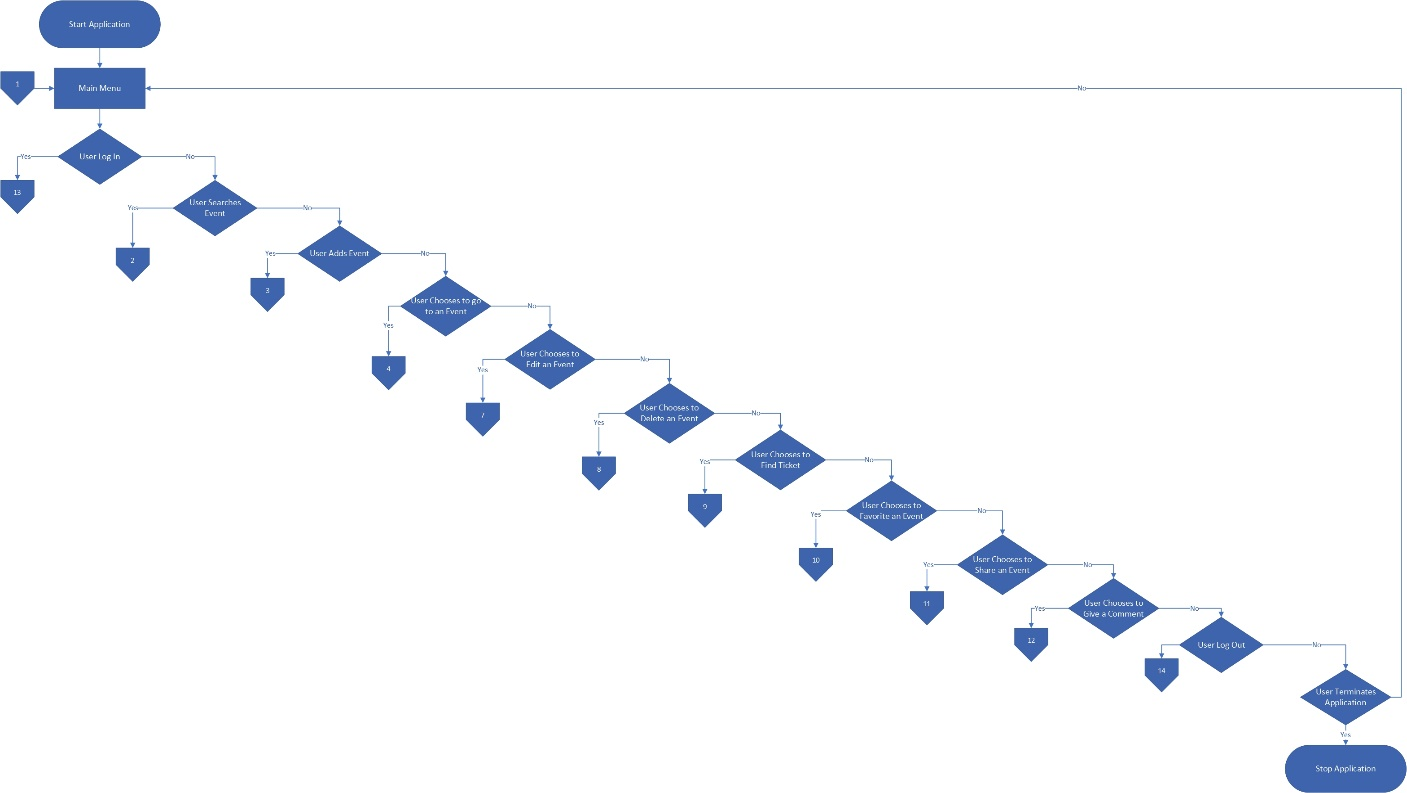 Start Application
1
Main Menu
No
User Log In
Yes
No
13
User Searches
Event
Yes
No
2
User Adds Event
Yes
No
3
User Chooses to go
to an Event
Yes
No
4
User Chooses to
Edit an Event
Yes
No
7
User Chooses to
Delete an Event
Yes
No
8
User Chooses to
Find Ticket
Yes
No
9
User Chooses to
Favorite an Event
Yes
No
10
User Chooses to
Share an Event
Yes
No
11
User Chooses to
Give a Comment
Yes
No
12
User Log Out
No
14
User Terminates
Application
Yes
Stop Application